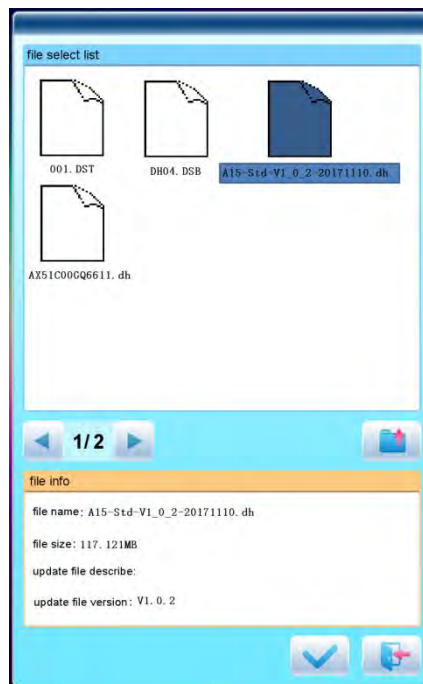 file select list
001. DST
DH04. DSB
A15-Std-V1_0_2-20171110. dh
AX51C00GQ6611. dh
1/2
file info
file name: A15-Std-V1_0_2-20171110. dh
file size: 117. 121MB
update file describe:
update file version: V1. 0. 2